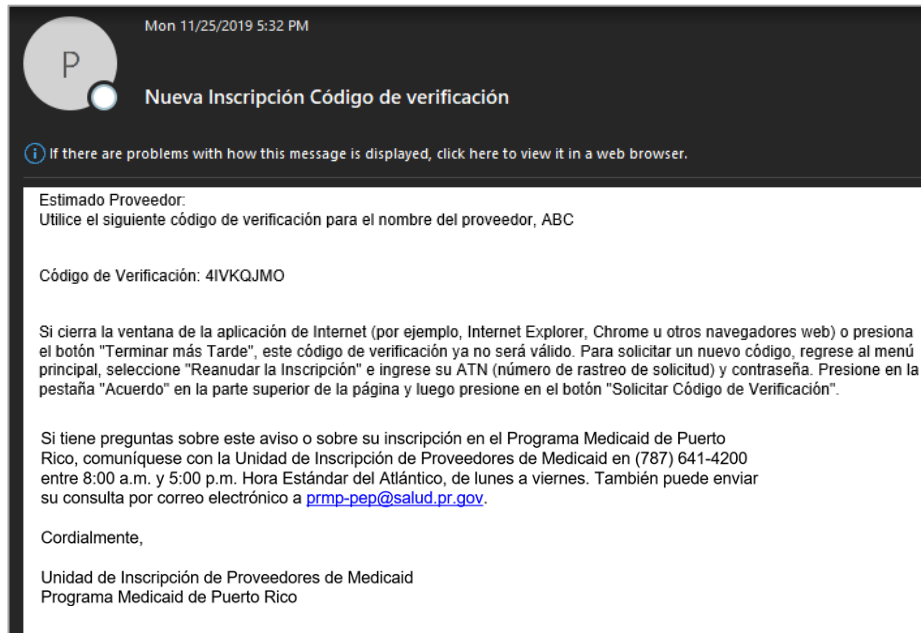 Mon 11/25/2019 5:32 PM
P
Nueva Inscripción Código de verificación
If there are problems with how this message is displayed, click here to view it in a web browser.
Estimado Proveedor:
Utilice el siguiente código de verificación para el nombre del proveedor, ABC
Código de Verificación: 4IVKQJMO
Si cierra la ventana de la aplicación de Internet (por ejemplo, Internet Explorer, Chrome u otros navegadores web) o presiona
el botón "Terminar más Tarde", este código de verificación ya no será válido. Para solicitar un nuevo código, regrese al menú
principal, seleccione "Reanudar la Inscripción" e ingrese su ATN (número de rastreo de solicitud) y contraseña. Presione en la
pestaña "Acuerdo" en la parte superior de la página y luego presione en el botón "Solicitar Código de Verificación".
Si tiene preguntas sobre este aviso o sobre su inscripción en el Programa Medicaid de Puerto
Rico, comuníquese con la Unidad de Inscripción de Proveedores de Medicaid en (787) 641-4200
entre 8:00 a.m. y 5:00 p.m. Hora Estándar del Atlántico, de lunes a viernes. También puede enviar
su consulta por correo electrónico a prmp-pep@salud.pr.gov.
Cordialmente,
Unidad de Inscripción de Proveedores de Medicaid
Programa Medicaid de Puerto Rico